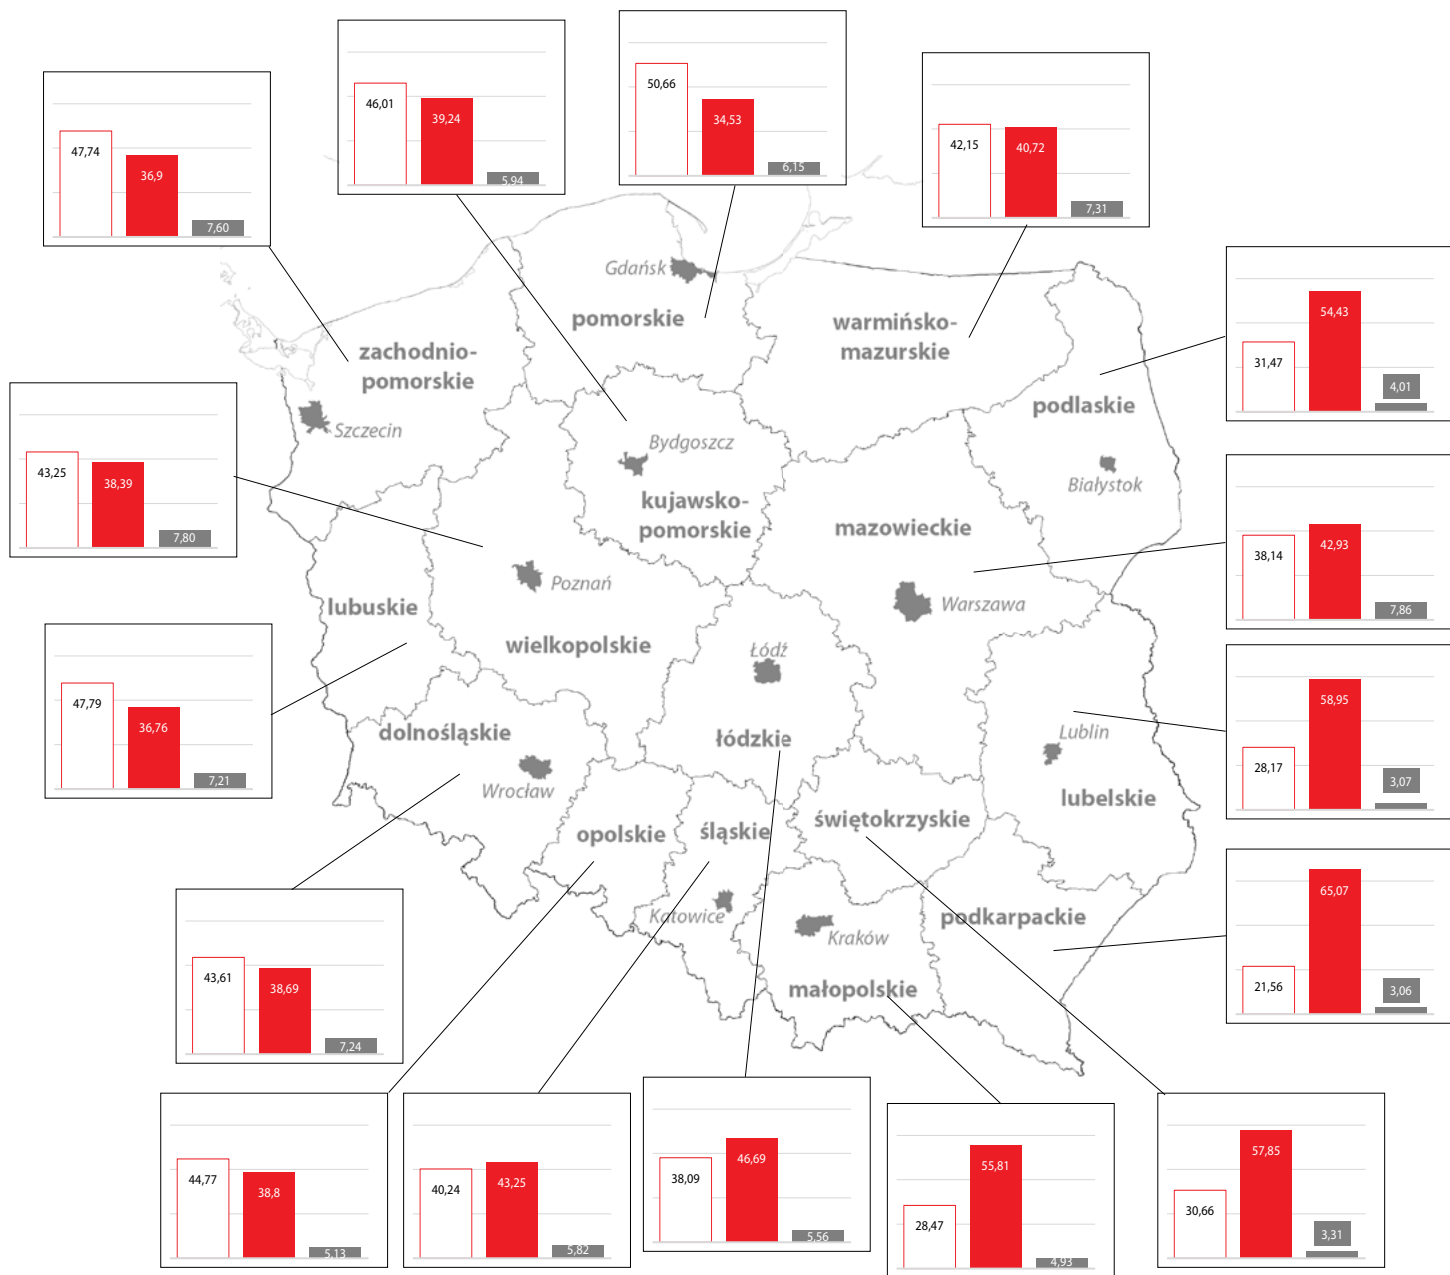 50,66
34,53
6,15
46,01
39,24
5,94
42,15
40,72
7,31
47,74
36,9
7,60
Gdańsk
pomorskie
warmińsko-
mazurskie
zachodnio-
pomorskie
Szczecin
31,47
54,43
4,01
podlaskie
Białystok
Bydgoszcz
kujawsko-
pomorskie
43,25
38,39
7,80
mazowieckie
Warszawa
38,14
42,93
7,86
Poznań
wielkopolskie
lubuskie
Łódź
łódzkie
47,79
36,76
7,21
dolnośląskie
Wrocław
28,17
58,95
3,07
Lublin
lubelskie
opolskie
śląskie
świętokrzyskie
Katowice
Kraków
małopolskie
podkarpackie
21,56
65,07
3,06
43,61
38,69
7,24
44,77
38,8
5,13
40,24
43,25
5,82
38,09
46,69
5,56
28,47
55,81
4,93
30,66
57,85
3,31